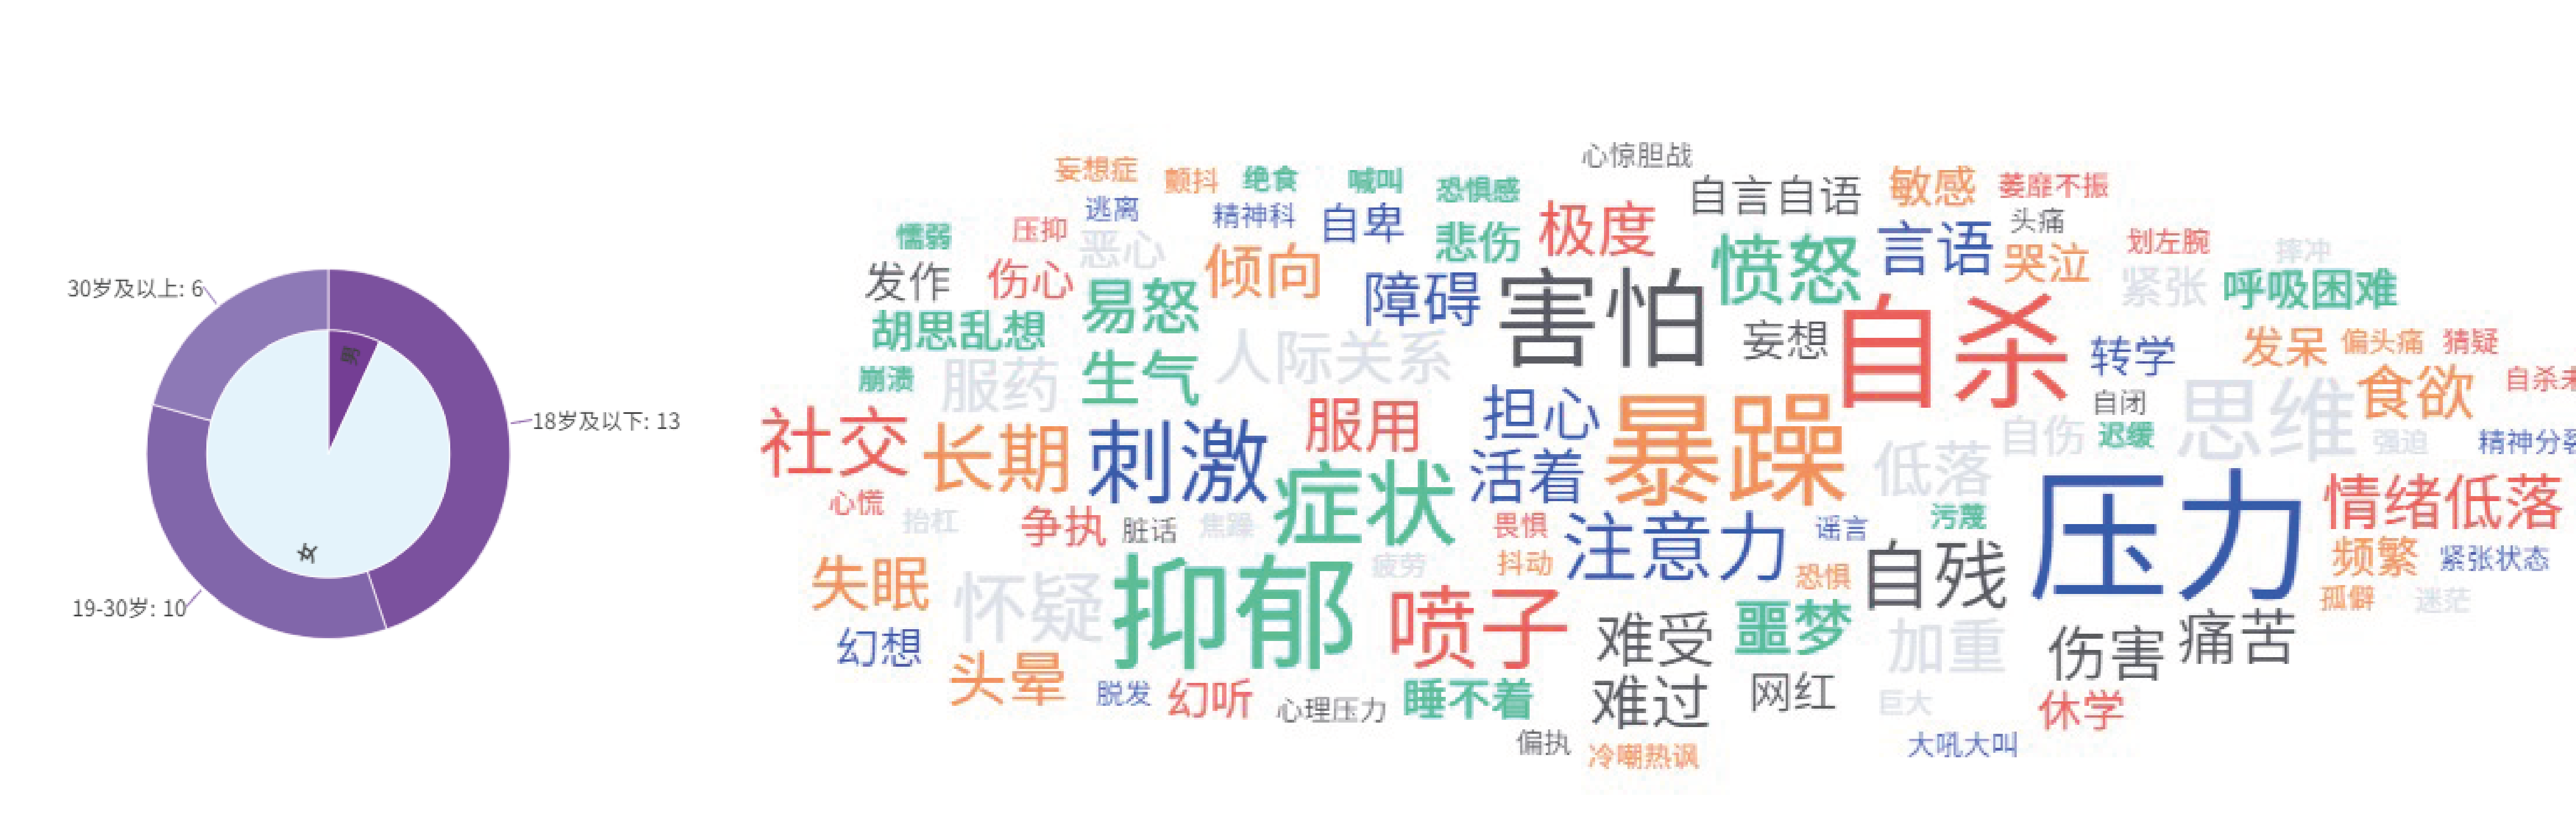 30岁及以上: 6
男
18岁及以下: 13
19-30岁: 10
女
心惊胆战
妄想症 颤抖 绝食 喊叫 恐惧感 自言自语 敏感 萎靡不振
逃离 精神科 自卑 极度 头痛
懦弱 压抑 恶心 悲伤 言语 划左腕 摔冲
发作 伤心 倾向 愤怒 哭泣 紧张 呼吸困难
易怒 障碍 害怕
胡思乱想 人际关系 妄想 自杀 转学 发呆 偏头痛 猜疑
崩溃 服药 生气 食欲 自杀未
社交 长期 刺激 服用 担心 暴躁 自闭 思维
活着 低落 自伤 迟缓 强迫 精神分裂
心慌 抬杠 争执 脏话 焦躁 症状 畏惧 注意力 谣言 污蔑 压力 情绪低落
失眠 疲劳 抖动 恐惧 自残 频繁 紧张状态
怀疑 抑郁 喷子 孤僻 迷茫
幻想 难受 噩梦 加重 伤害 痛苦
头晕 脱发 幻听 心理压力 睡不着 难过 网红 巨大 休学
偏执 冷嘲热讽 大吼大叫